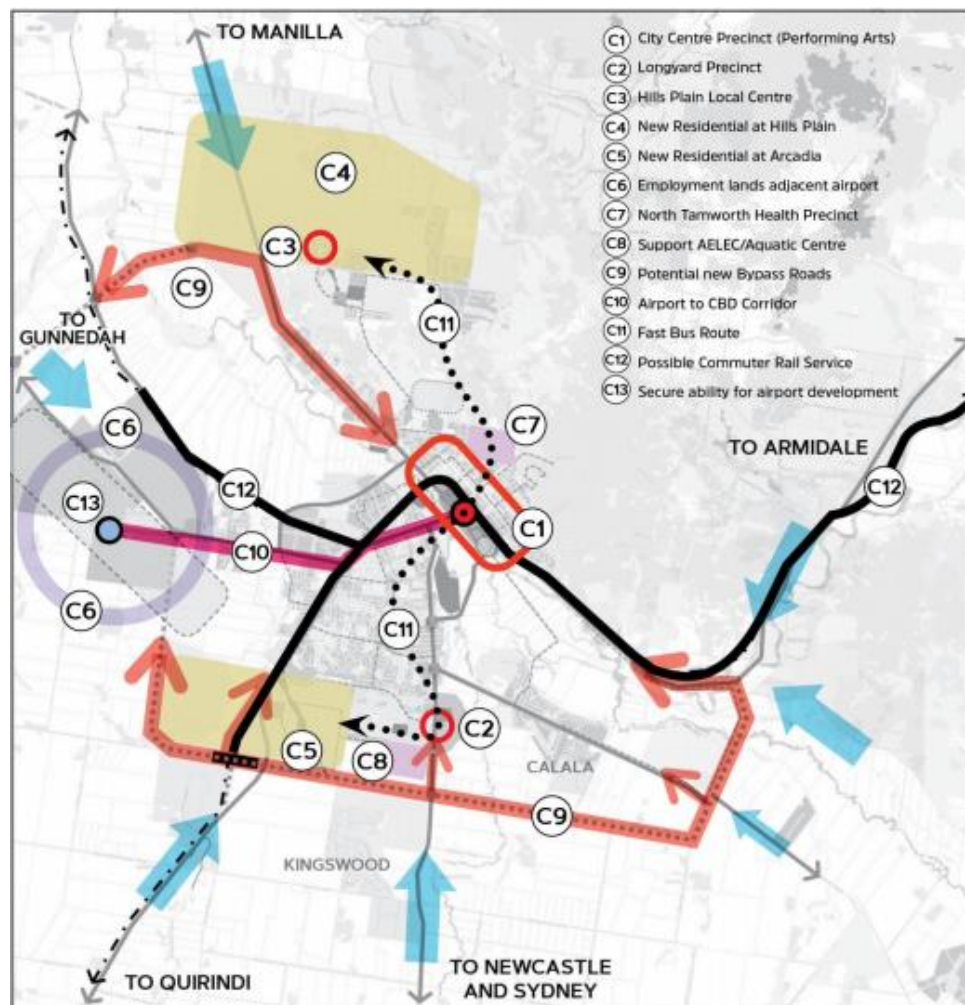 TO MANILLA
C1 City Centre Precinct (Performing Arts)
C2 Longyard Precinct
C3 Hills Plain Local Centre
C4 New Residential at Hills Plain
C5 New Residential at Arcadia
C6 Employment lands adjacent airport
C7 North Tamworth Health Precinct
C8 Support AELEC/Aquatic Centre
C9 Potential new Bypass Roads
C10 Airport to CBD Corridor
C11 Fast Bus Route
C12 Possible Commuter Rail Service
C13 Secure ability for airport development
C4
C3
C9
TO
GUNNEDAH
C11
C6
C7
TO ARMIDALE
C12
C12
C13
C1
C10
C6
C11
C2
C5
C8
CALALA
C9
KINGSWOOD
TO QUIRINDI
TO NEWCASTLE
AND SYDNEY